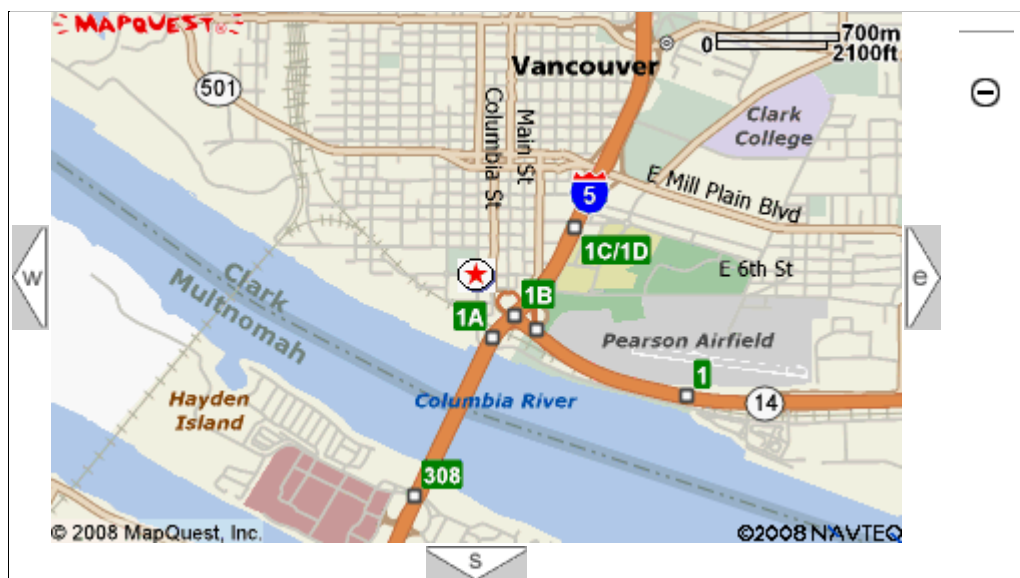 MAPQUEST
700m
0
2100ft
Vancouver
501
Clark
College
Columbia St
Main St
E Mill Plain Blvd
5
1C/1D
E 6th St
W
e
Clark
Multnomah
1B
1A
Pearson Airfield
1
14
Hayden
Island
Columbia River
308
© 2008 MapQuest, Inc.
©2008 NAVTEQ
S